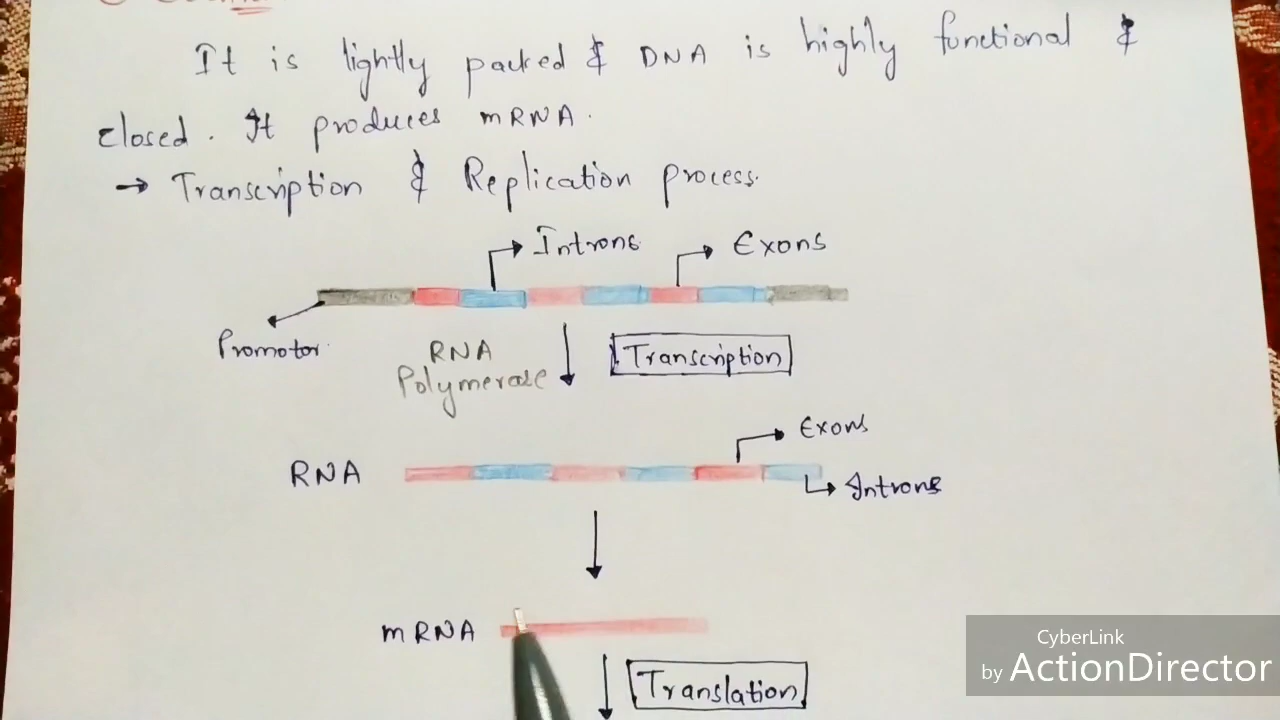 It is lightly packed & DNA is highly functional &
closed. It produces mRNA.
→ Transcription & Replication process.
Introns
Exons
Promotor
RNA
Polymerase
Transcription
Exons
RNA
Introns
mRNA
Translation
CyberLink
by ActionDirector